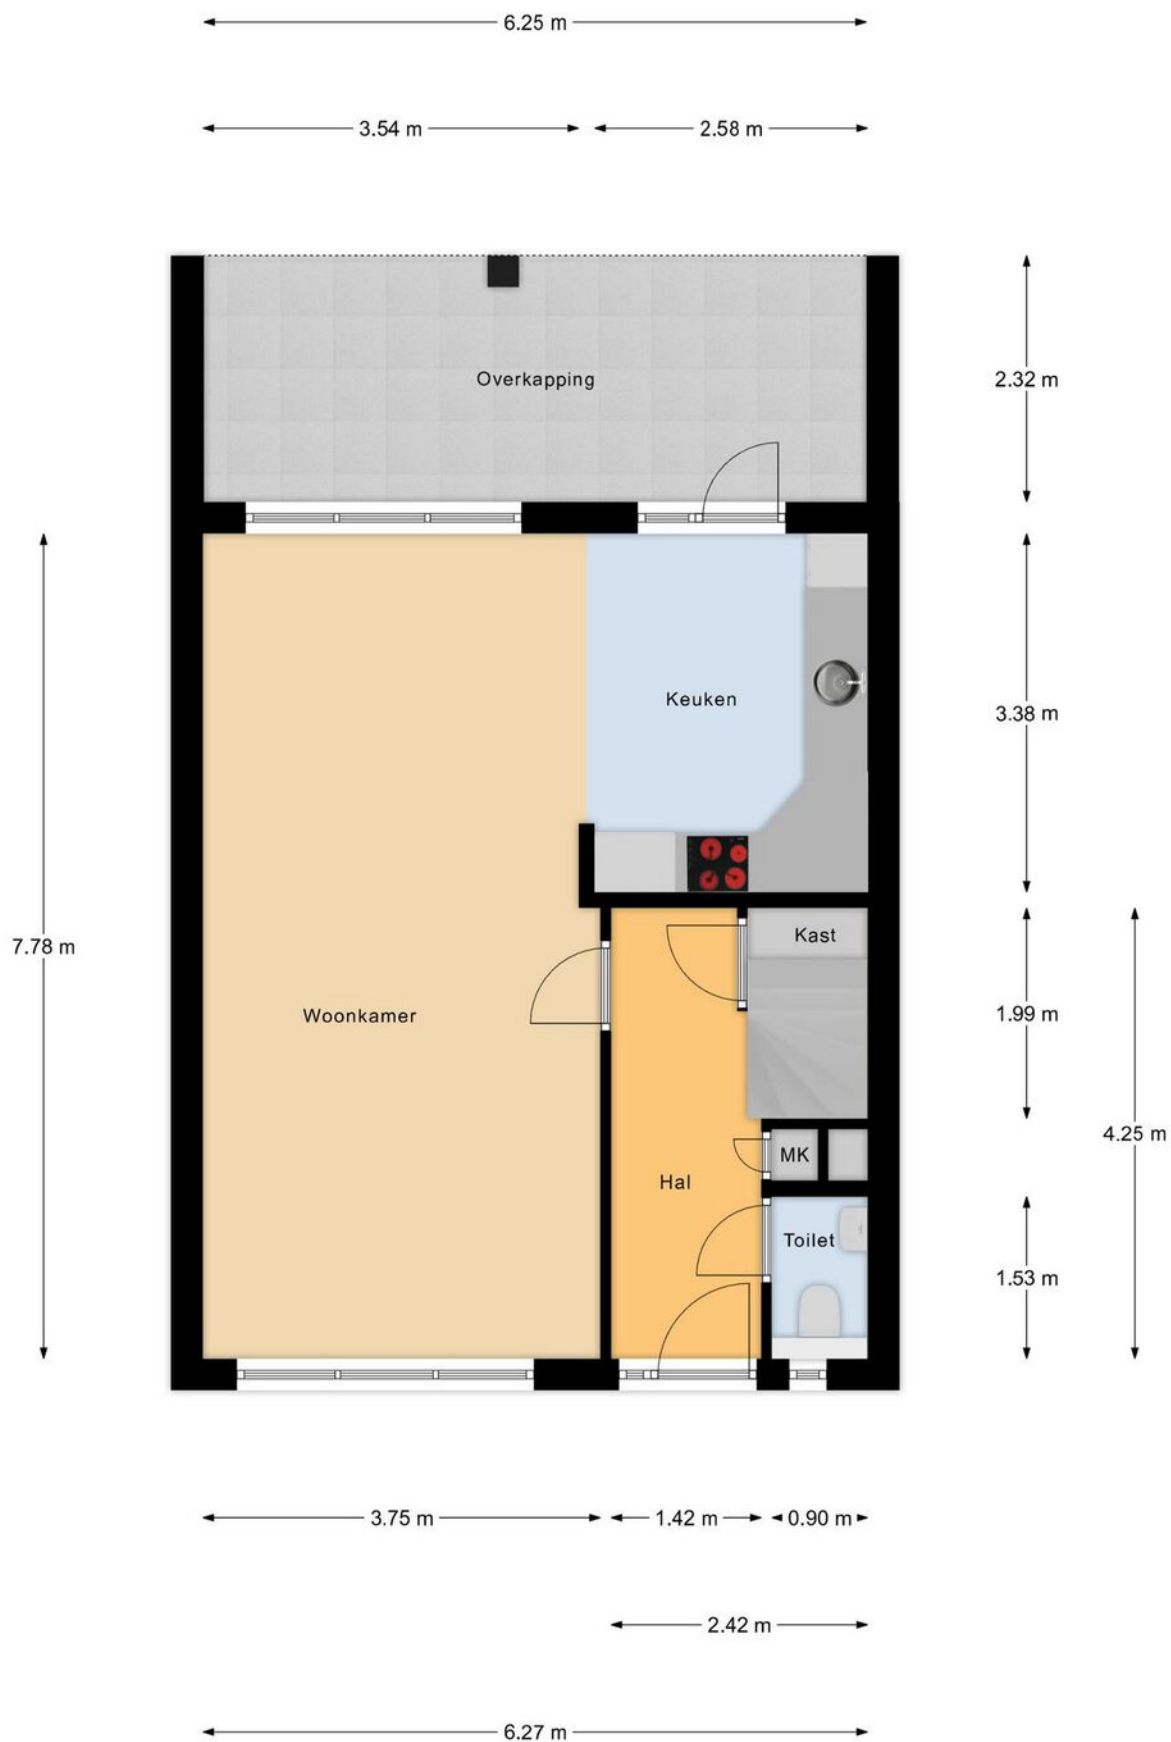 6.25 m
3.54 m
2.58 m
Overkapping
2.32 m
Keuken
3.38 m
Kast
7.78 m
Woonkamer
1.99 m
4.25 m
MK
Hal
Toilet
1.53 m
3.75 m
1.42 m
0.90 m
2.42 m
6.27 m